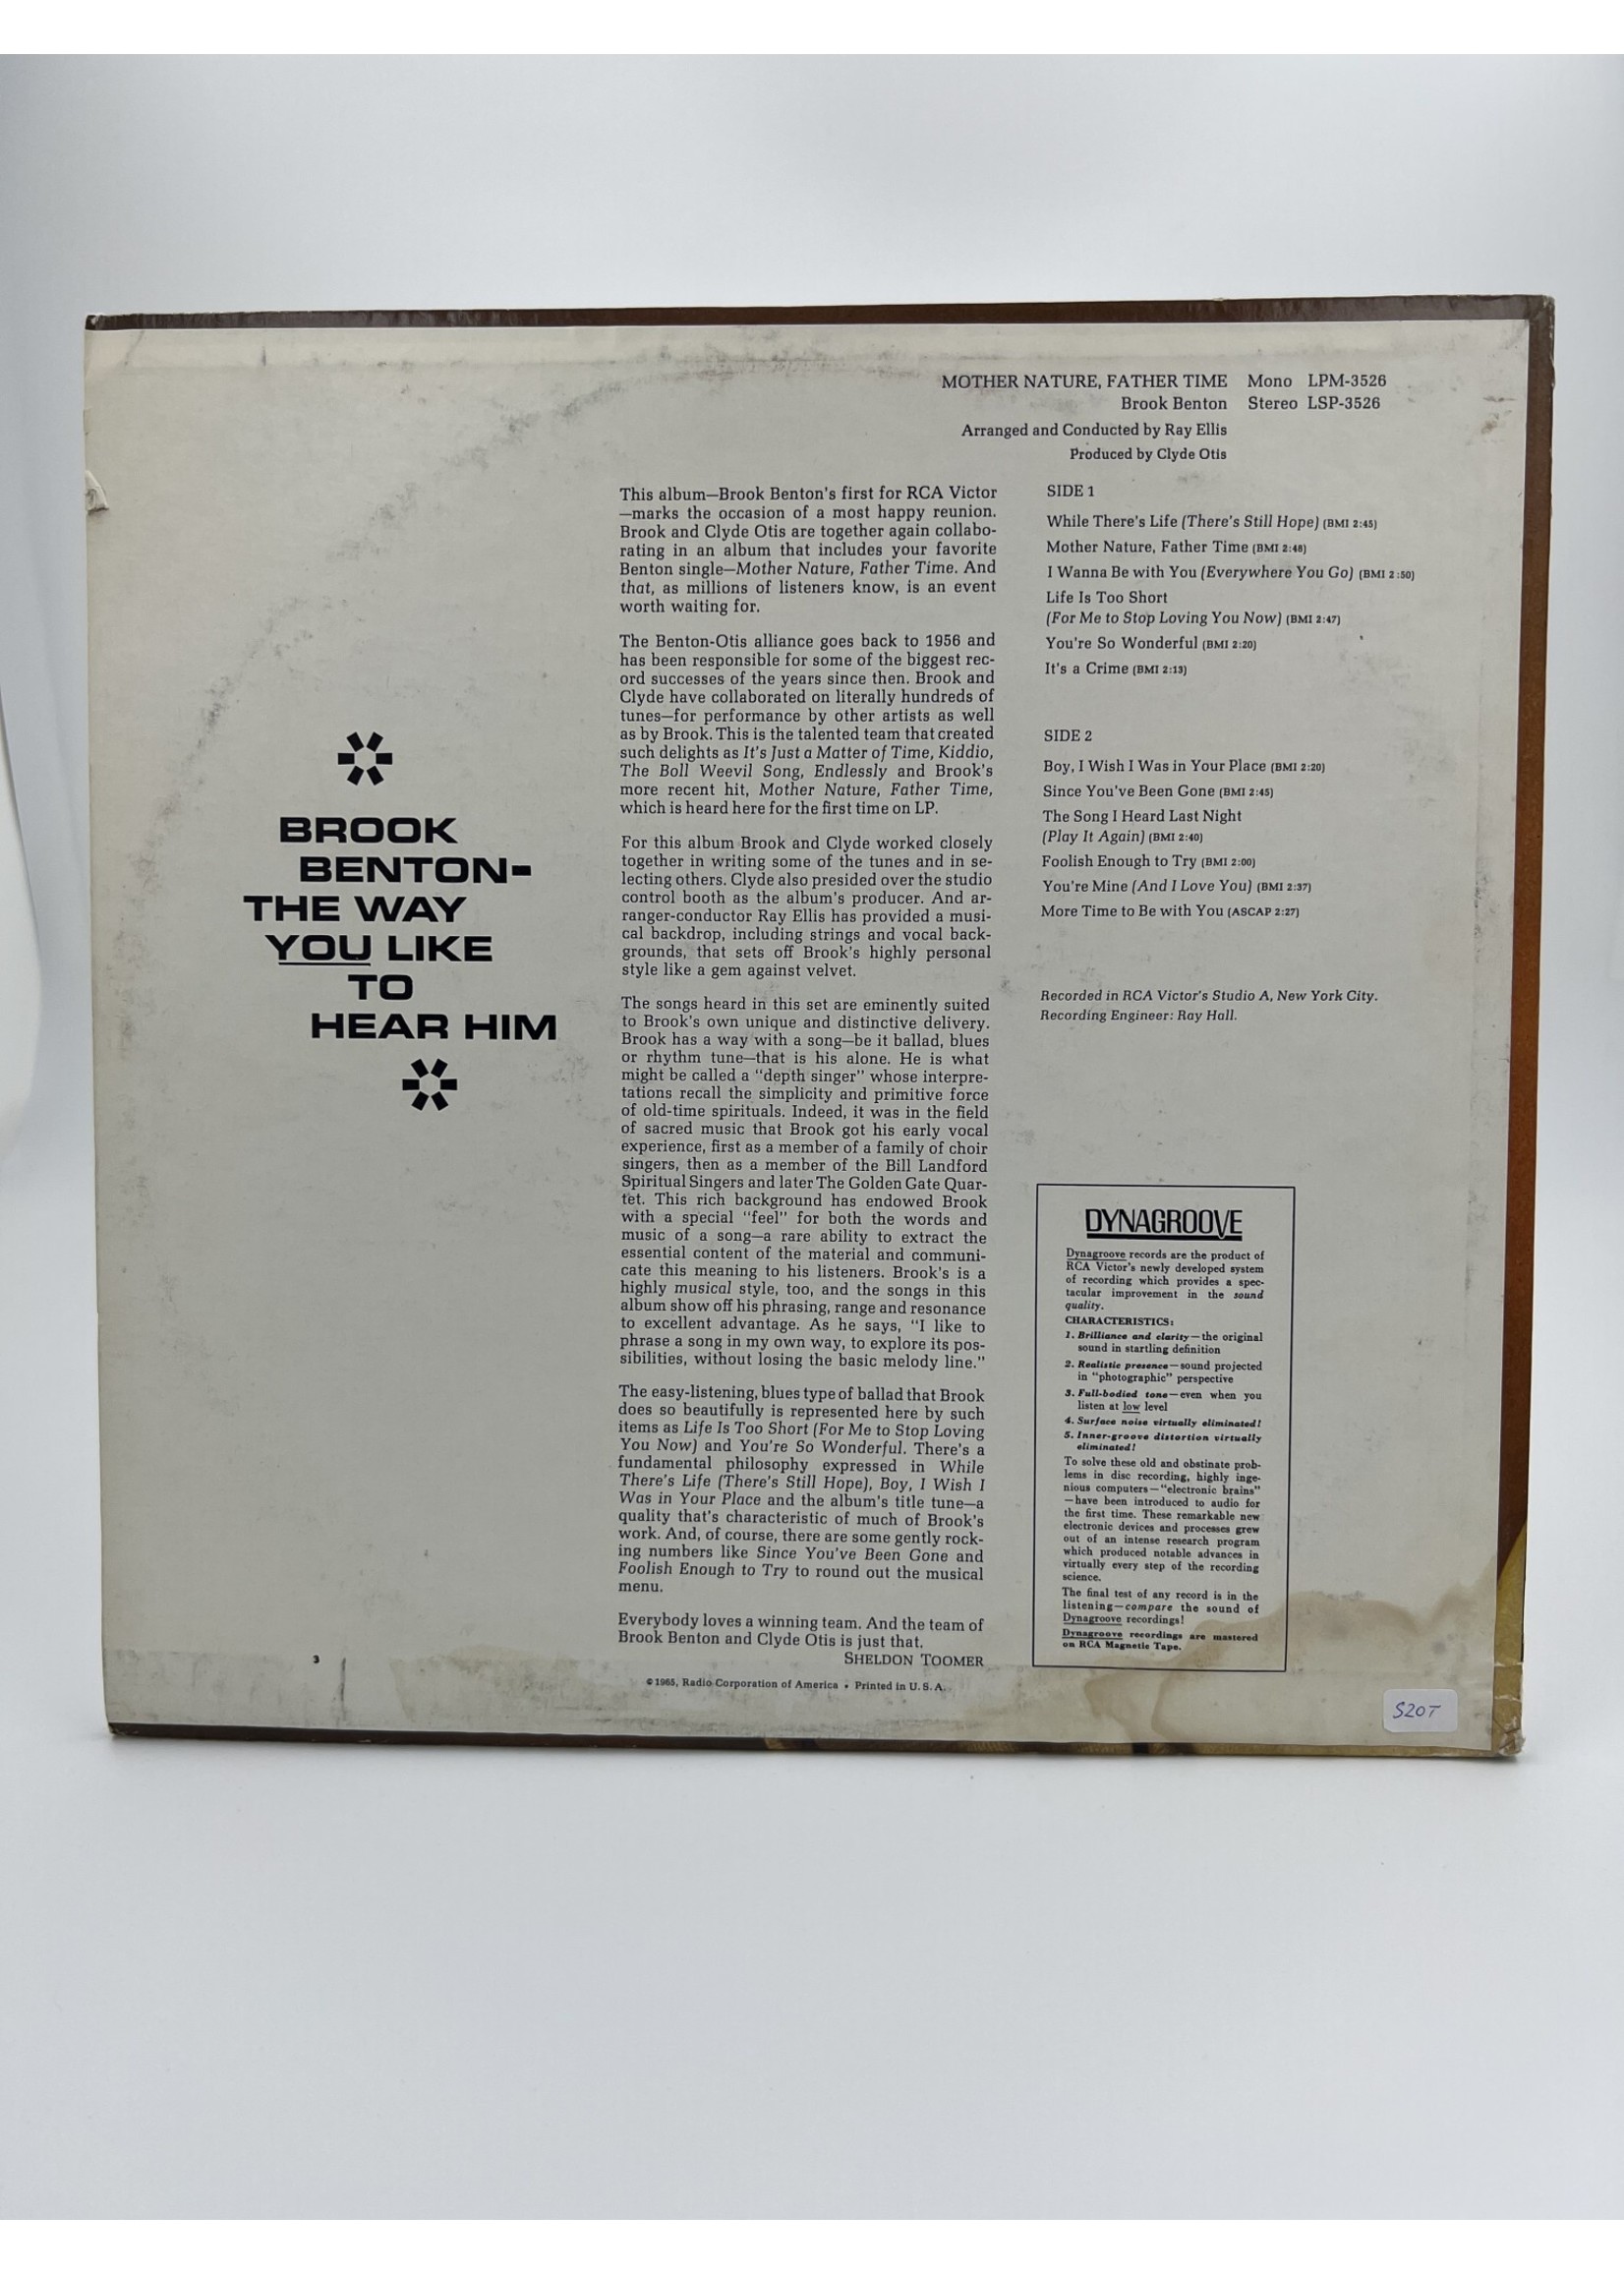 MOTHER NATURE, FATHER TIME Mono LPM-3526
Brook Benton Stereo LSP-3526
Arranged and Conducted by Ray Ellis
Produced by Clyde Otis
BROOK
BENTON-
THE WAY
YOU LIKE
TO
HEAR HIM
This album—Brook Benton's first for RCA Victor
—marks the occasion of a most happy reunion.
Brook and Clyde Otis are together again collabo-
rating in an album that includes your favorite
Benton single—Mother Nature, Father Time. And
that, as millions of listeners know, is an event
worth waiting for.
The Benton-Otis alliance goes back to 1956 and
has been responsible for some of the biggest rec-
ord successes of the years since then. Brook and
Clyde have collaborated on literally hundreds of
tunes—for performance by other artists as well
as by Brook. This is the talented team that created
such delights as It's Just a Matter of Time, Kiddio,
The Boll Weevil Song, Endlessly and Brook's
more recent hit, Mother Nature, Father Time,
which is heard here for the first time on LP.
For this album Brook and Clyde worked closely
together in writing some of the tunes and in se-
lecting others. Clyde also presided over the studio
control booth as the album's producer. And ar-
ranger-conductor Ray Ellis has provided a musi-
cal backdrop, including strings and vocal back-
grounds, that sets off Brook's highly personal
style like a gem against velvet.
The songs heard in this set are eminently suited
to Brook's own unique and distinctive delivery.
Brook has a way with a song—be it ballad, blues
or rhythm tune—that is his alone. He is what
might be called a "depth singer" whose interpre-
tations recall the simplicity and primitive force
of old-time spirituals. Indeed, it was in the field
of sacred music that Brook got his early vocal
experience, first as a member of a family of choir
singers, then as a member of the Bill Landford
Spiritual Singers and later The Golden Gate Quar-
tet. This rich background has endowed Brook
with a special "feel" for both the words and
music of a song—a rare ability to extract the
essential content of the material and communi-
cate this meaning to his listeners. Brook's is a
highly musical style, too, and the songs in this
album show off his phrasing, range and resonance
to excellent advantage. As he says, "I like to
phrase a song in my own way, to explore its pos-
sibilities, without losing the basic melody line."
The easy-listening, blues type of ballad that Brook
does so beautifully is represented here by such
items as Life Is Too Short (For Me to Stop Loving
You Now) and You're So Wonderful. There's a
fundamental philosophy expressed in While
There's Life (There's Still Hope), Boy, I Wish I
Was in Your Place and the album's title tune—a
quality that's characteristic of much of Brook's
work. And, of course, there are some gently rock-
ing numbers like Since You've Been Gone and
Foolish Enough to Try to round out the musical
menu.
Everybody loves a winning team. And the team of
Brook Benton and Clyde Otis is just that.
SHELDON TOOMER
© 1965, Radio Corporation of America • Printed in U.S.A.
3
SIDE 1
While There's Life (There's Still Hope) (BMI 2:45)
Mother Nature, Father Time (BMI 2:48)
I Wanna Be with You (Everywhere You Go) (BMI 2:50)
Life Is Too Short
(For Me to Stop Loving You Now) (BMI 2:47)
You're So Wonderful (BMI 2:20)
It's a Crime (BMI 2:13)
SIDE 2
Boy, I Wish I Was in Your Place (BMI 2:20)
Since You've Been Gone (BMI 2:45)
The Song I Heard Last Night
(Play It Again) (BMI 2:40)
Foolish Enough to Try (BMI 2:00)
You're Mine (And I Love You) (BMI 2:37)
More Time to Be with You (ASCAP 2:27)
Recorded in RCA Victor's Studio A, New York City.
Recording Engineer: Ray Hall.
DYNAGROOVE
Dynagroove records are the product of
RCA Victor's newly developed system
of recording which provides a spec-
tacular improvement in the sound
quality.
CHARACTERISTICS:
1. Brilliance and clarity—the original
sound in startling definition
2. Realistic presence—sound projected
in "photographic" perspective
3. Full-bodied tone—even when you
listen at low level
4. Surface noise virtually eliminated!
5. Inner-groove distortion virtually
eliminated!
To solve these old and obstinate prob-
lems in disc recording, highly inge-
nious computers—"electronic brains"
—have been introduced to audio for
the first time. These remarkable new
electronic devices and processes grew
out of an intense research program
which produced notable advances in
virtually every step of the recording
science.
The final test of any record is in the
listening—compare the sound of
Dynagroove recordings!
Dynagroove recordings are mastered
on RCA Magnetic Tape.
S20T